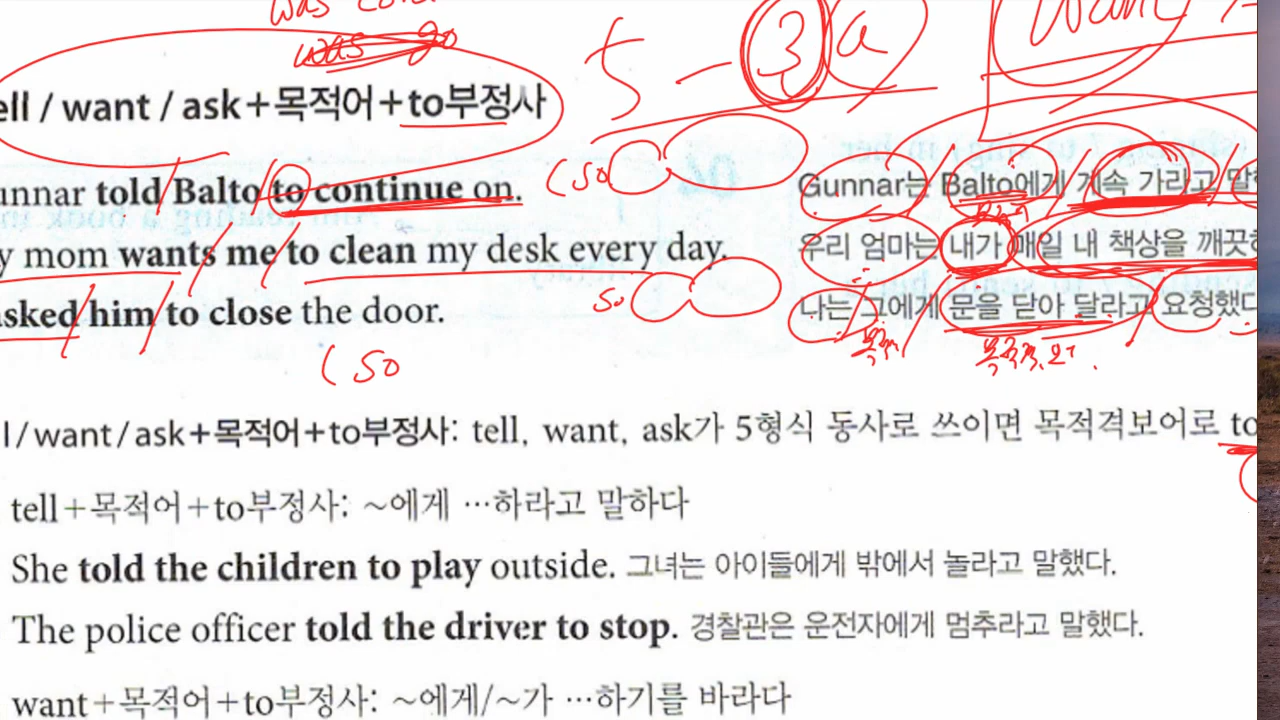 was
was go
5 - 3 a
want
ell / want / ask+목적어+to부정사
unnar told Balto to continue on. (so Gunnar는 Balto에게 계속 가라고 말
y mom wants me to clean my desk every day. 우리 엄마는 내가 매일 내 책상을 깨끗
asked him to close the door. so 나는 그에게 문을 닫아 달라고 요청했다
(so
l/want/ask+목적어+to부정사: tell, want, ask가 5형식 동사로 쓰이면 목적격보어로 to
tell+목적어+to부정사: ~에게 …하라고 말하다
She told the children to play outside. 그녀는 아이들에게 밖에서 놀라고 말했다.
The police officer told the driver to stop. 경찰관은 운전자에게 멈추라고 말했다.
want+목적어+to부정사: ~에게/~가 …하기를 바라다